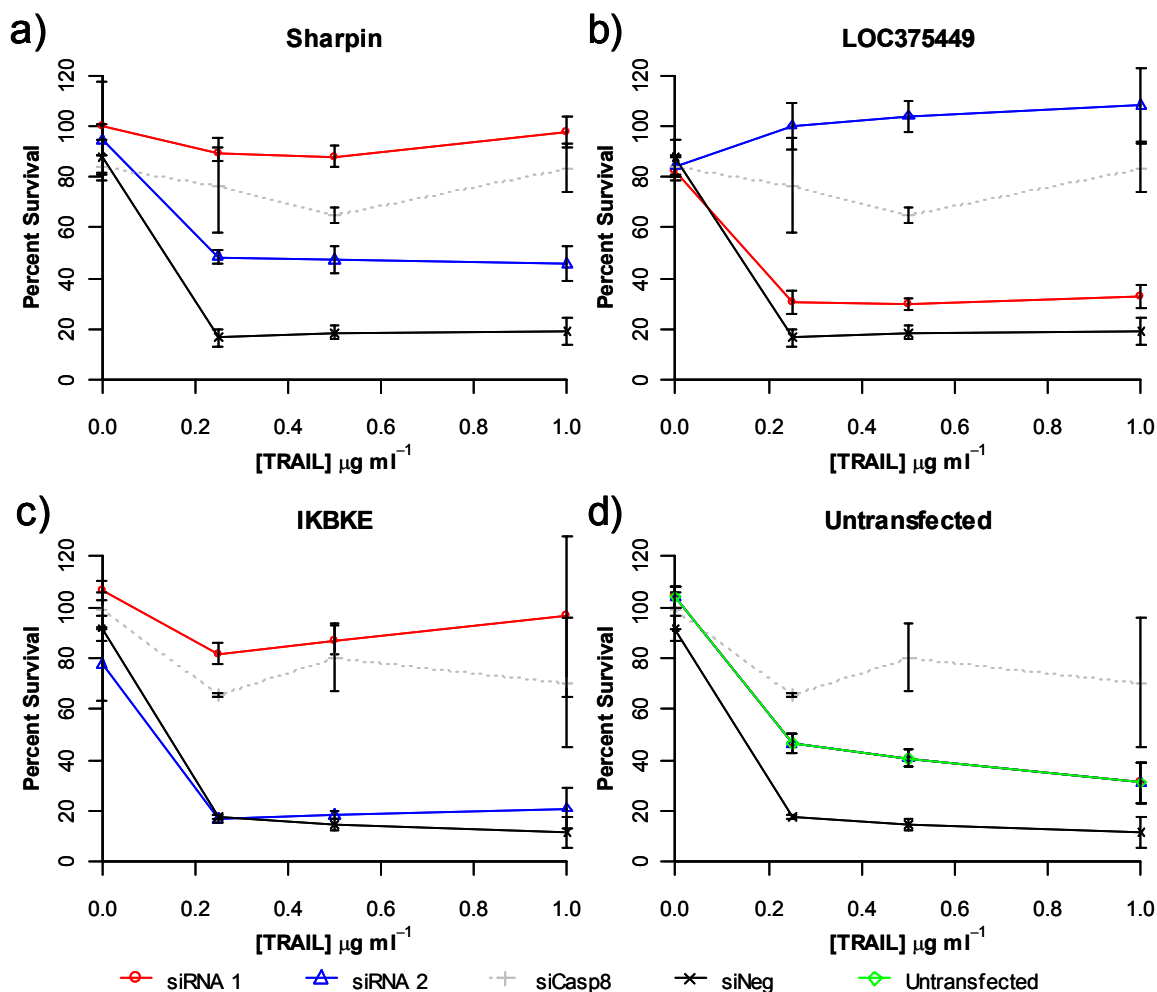 a)
Sharpin
120
100
80
60
40
20
0
Percent Survival
0.0 0.2 0.4 0.6 0.8 1.0
[TRAIL] µg ml⁻¹
b)
LOC375449
120
100
80
60
40
20
0
Percent Survival
0.0 0.2 0.4 0.6 0.8 1.0
[TRAIL] µg ml⁻¹
c)
IKBKE
120
100
80
60
40
20
0
Percent Survival
0.0 0.2 0.4 0.6 0.8 1.0
[TRAIL] µg ml⁻¹
d)
Untransfected
120
100
80
60
40
20
0
Percent Survival
0.0 0.2 0.4 0.6 0.8 1.0
[TRAIL] µg ml⁻¹
siRNA 1 siRNA 2 siCasp8 siNeg Untransfected